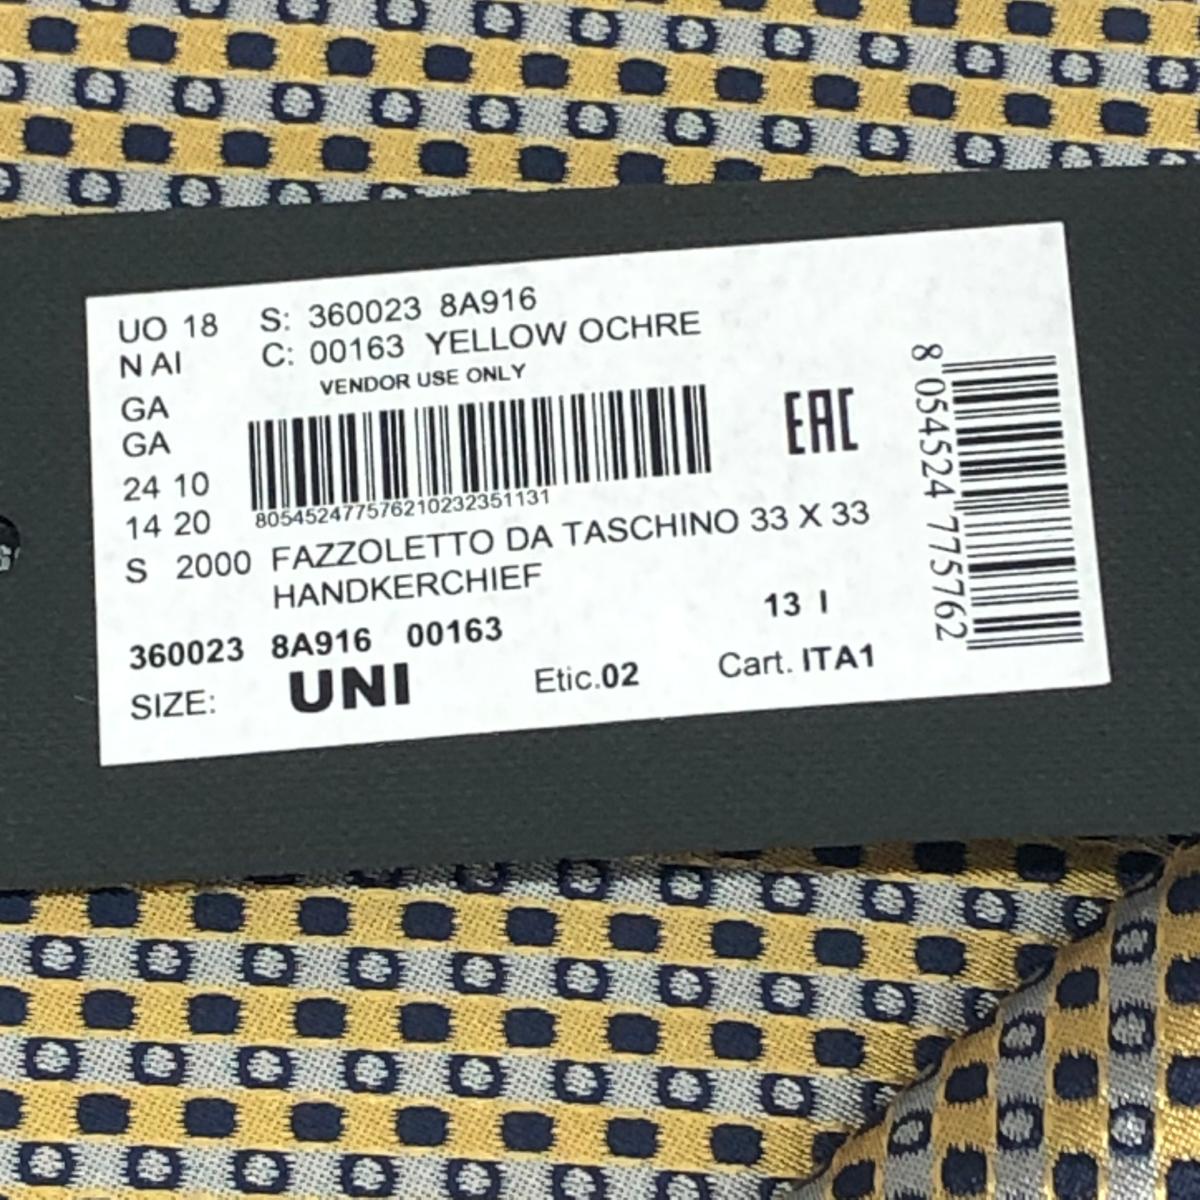 UO 18 S: 360023 8A916
N AI C: 00163 YELLOW OCHRE
VENDOR USE ONLY
GA
GA
24 10
14 20
805452477576210232351131
EAC
S 2000 FAZZOLETTO DA TASCHINO 33 X 33
HANDKERCHIEF
13 I
360023 8A916 00163
SIZE: UNI Etic.02 Cart. ITA1
8 054524 775762